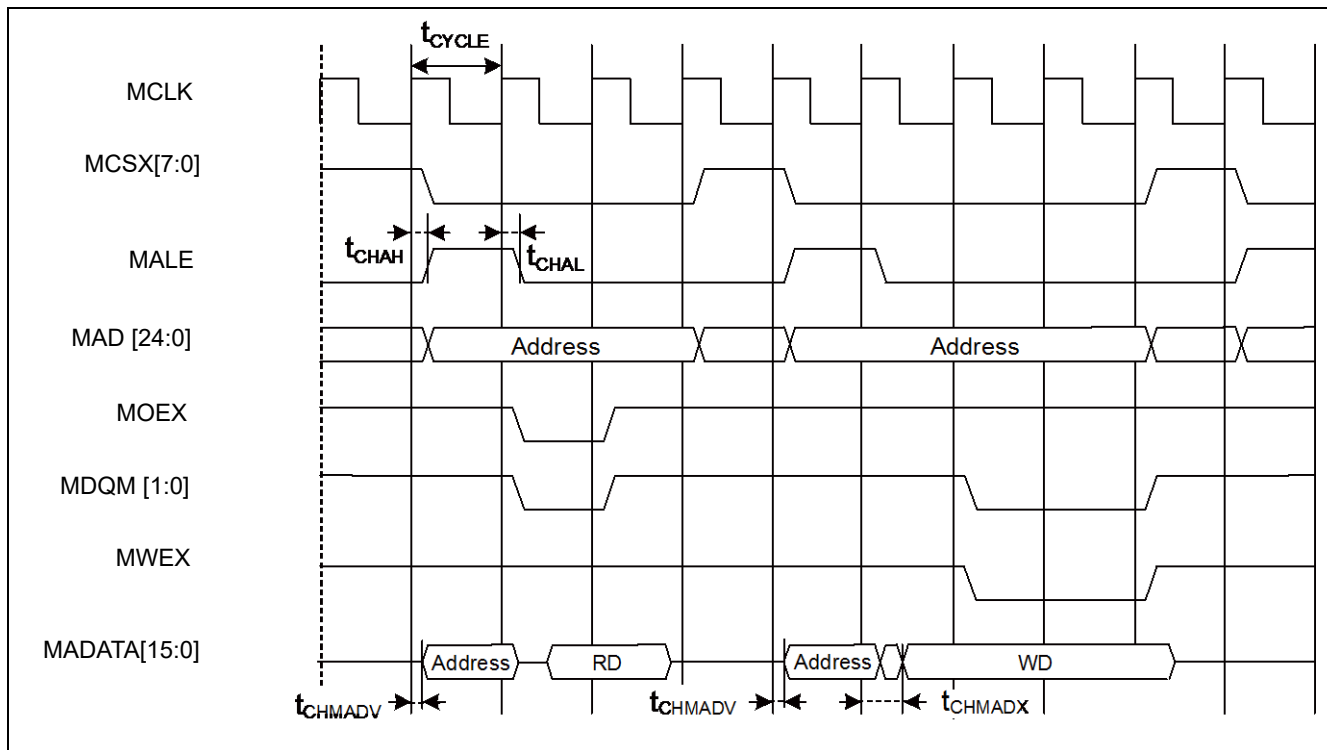 tCYCLE
MCLK
MCSX[7:0]
tCHAH
tCHAL
MALE
MAD [24:0]
Address
Address
MOEX
MDQM [1:0]
MWEX
MADATA[15:0]
Address
RD
Address
WD
tCHMADV
tCHMADV
tCHMADX